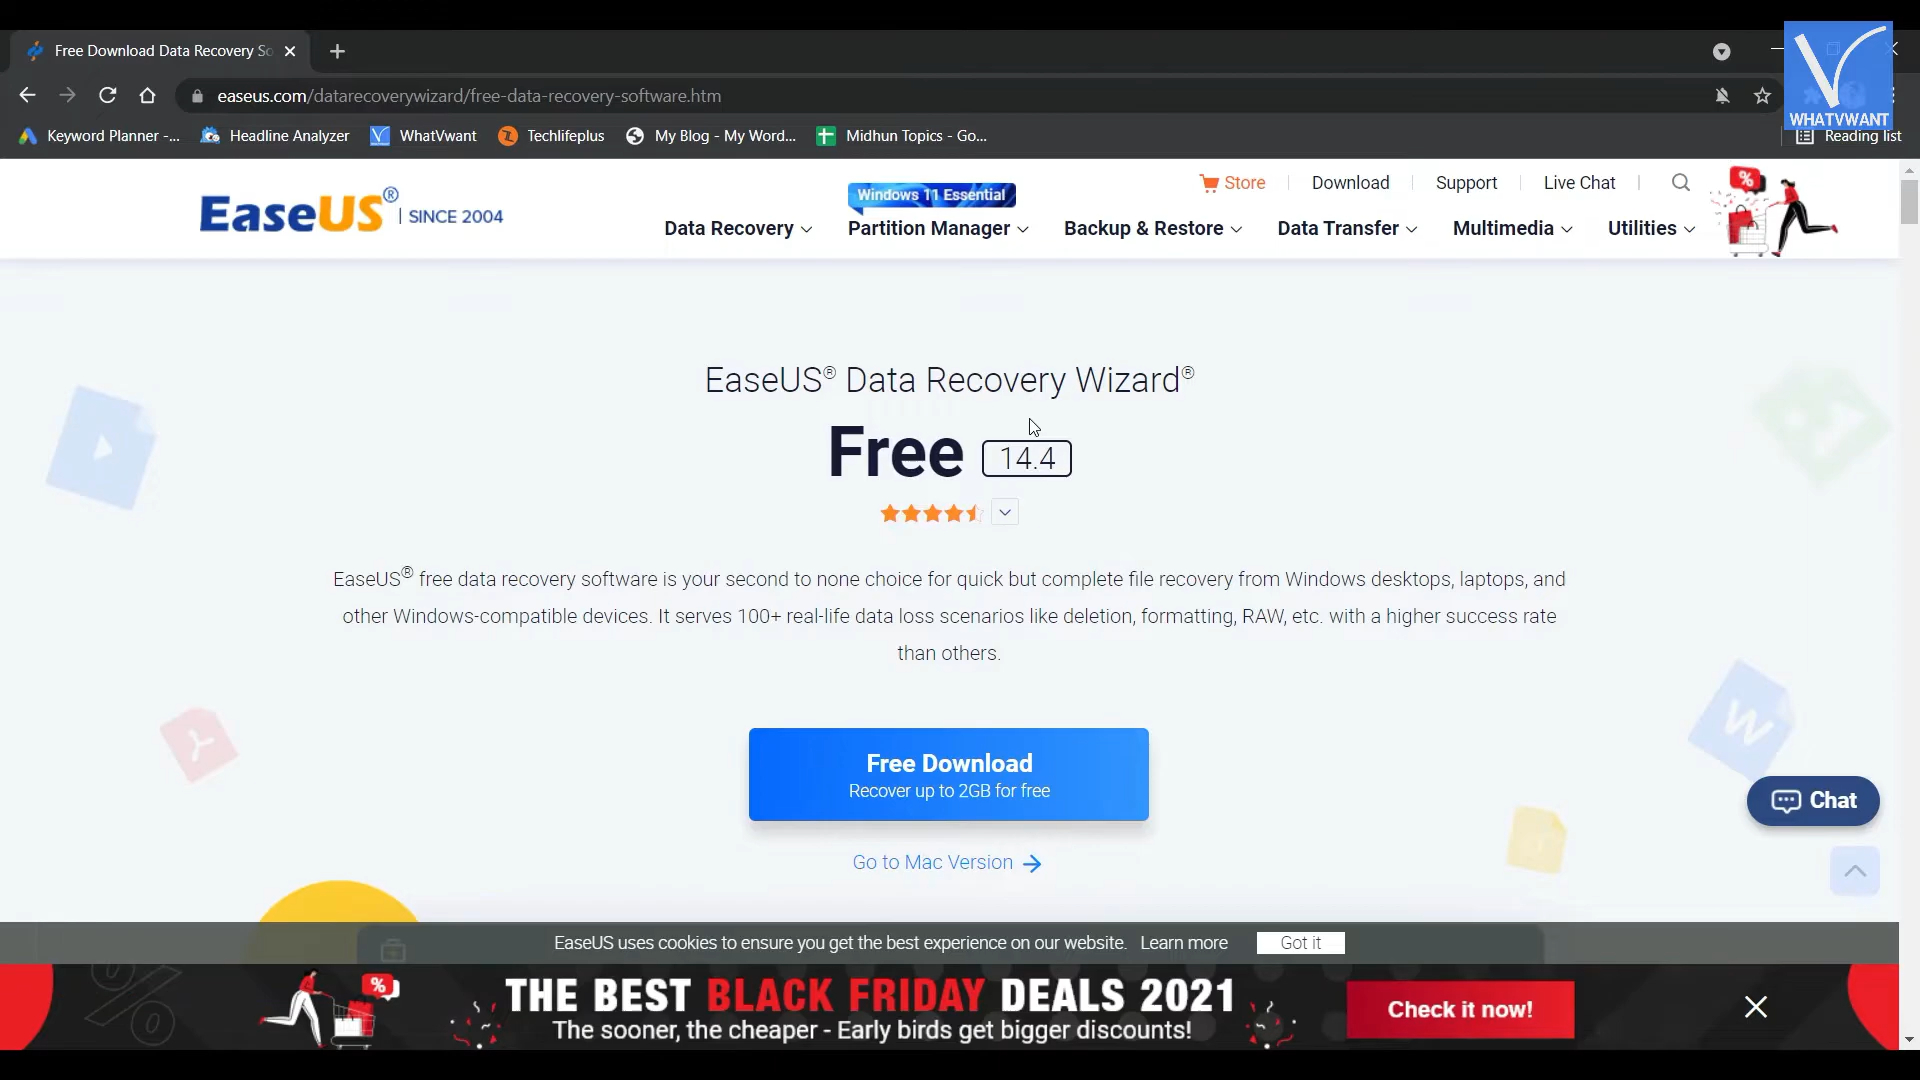 Free Download Data Recovery So
easeus.com/datarecoverywizard/free-data-recovery-software.htm
WHATVWANT
Keyword Planner -...
Headline Analyzer
WhatVwant
Techlifeplus
My Blog - My Word...
Midhun Topics - Go...
Reading list
EaseUS® | SINCE 2004
Store
Download
Support
Live Chat
Windows 11 Essential
Data Recovery
Partition Manager
Backup & Restore
Data Transfer
Multimedia
Utilities
EaseUS® Data Recovery Wizard®
Free 14.4
EaseUS® free data recovery software is your second to none choice for quick but complete file recovery from Windows desktops, laptops, and
other Windows-compatible devices. It serves 100+ real-life data loss scenarios like deletion, formatting, RAW, etc. with a higher success rate
than others.
Free Download
Recover up to 2GB for free
Go to Mac Version
Chat
EaseUS uses cookies to ensure you get the best experience on our website. Learn more Got it
THE BEST BLACK FRIDAY DEALS 2021
The sooner, the cheaper - Early birds get bigger discounts!
Check it now!